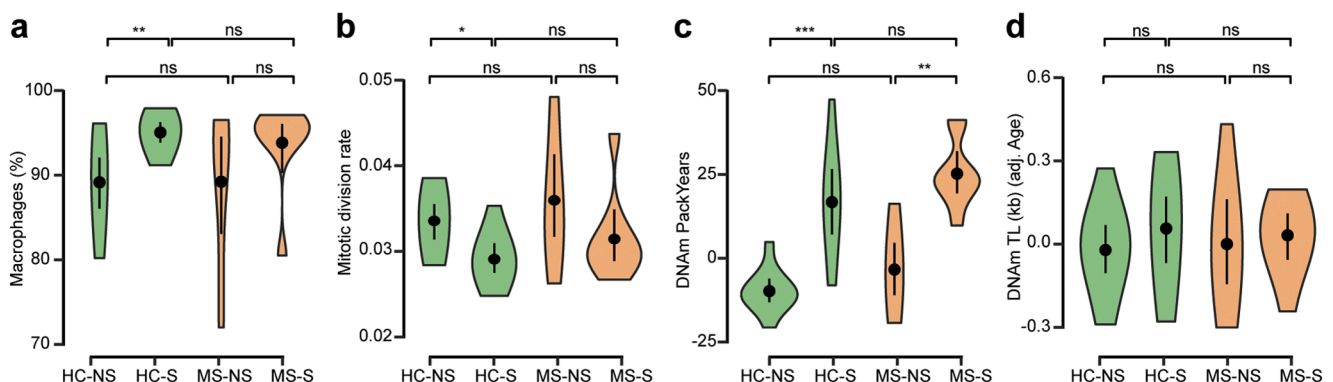 a
** ns
ns ns
Macrophages (%)
100
90
80
70
HC-NS HC-S MS-NS MS-S
b
* ns
ns ns
Mitotic division rate
0.05
0.04
0.03
0.02
HC-NS HC-S MS-NS MS-S
c
*** ns
ns **
DNAm PackYears
50
25
0
-25
HC-NS HC-S MS-NS MS-S
d
ns ns
ns ns
DNAm TL (kb) (adj. Age)
0.6
0.3
0.0
-0.3
HC-NS HC-S MS-NS MS-S